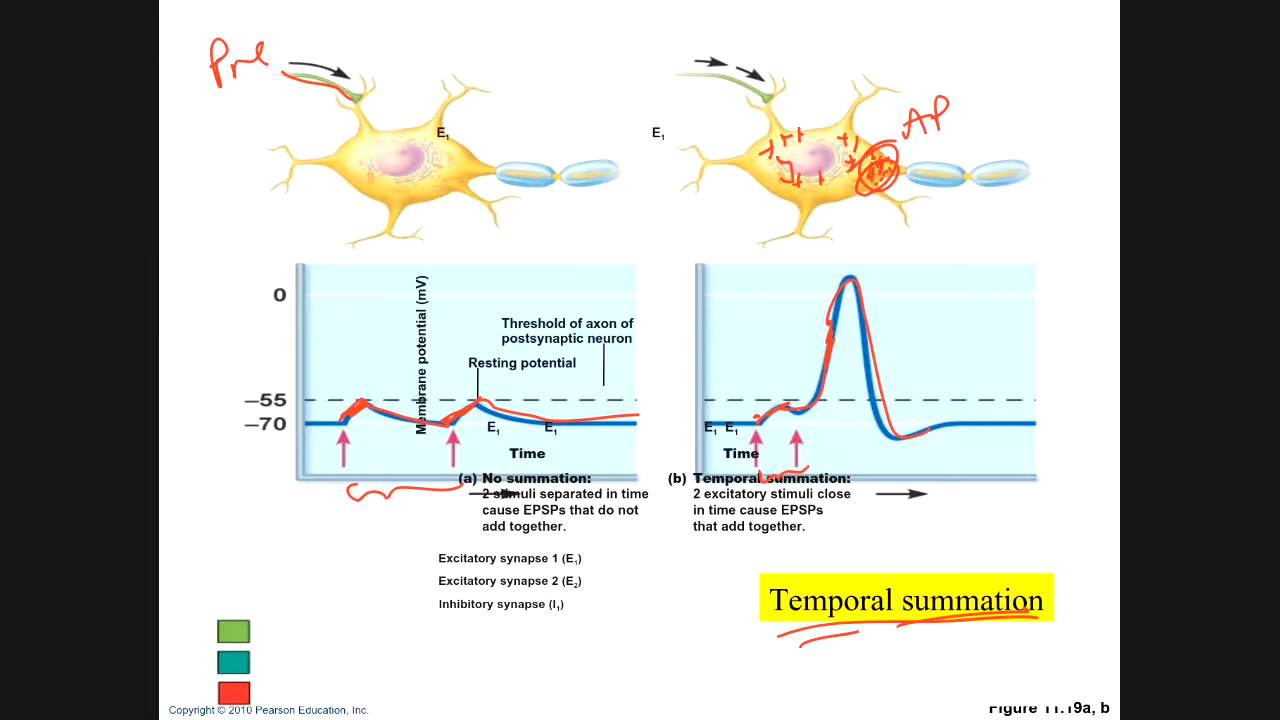 Pre
AP
E1
E1
0
Threshold of axon of
postsynaptic neuron
Resting potential
Membrane potential (mV)
–55
–70
E1 E1
E1 E1
Time
Time
(a) No summation:
2 stimuli separated in time
cause EPSPs that do not
add together.
(b) Temporal summation:
2 excitatory stimuli close
in time cause EPSPs
that add together.
Excitatory synapse 1 (E1)
Excitatory synapse 2 (E2)
Inhibitory synapse (I1)
Temporal summation
Copyright © 2010 Pearson Education, Inc.
Figure 11.19a, b